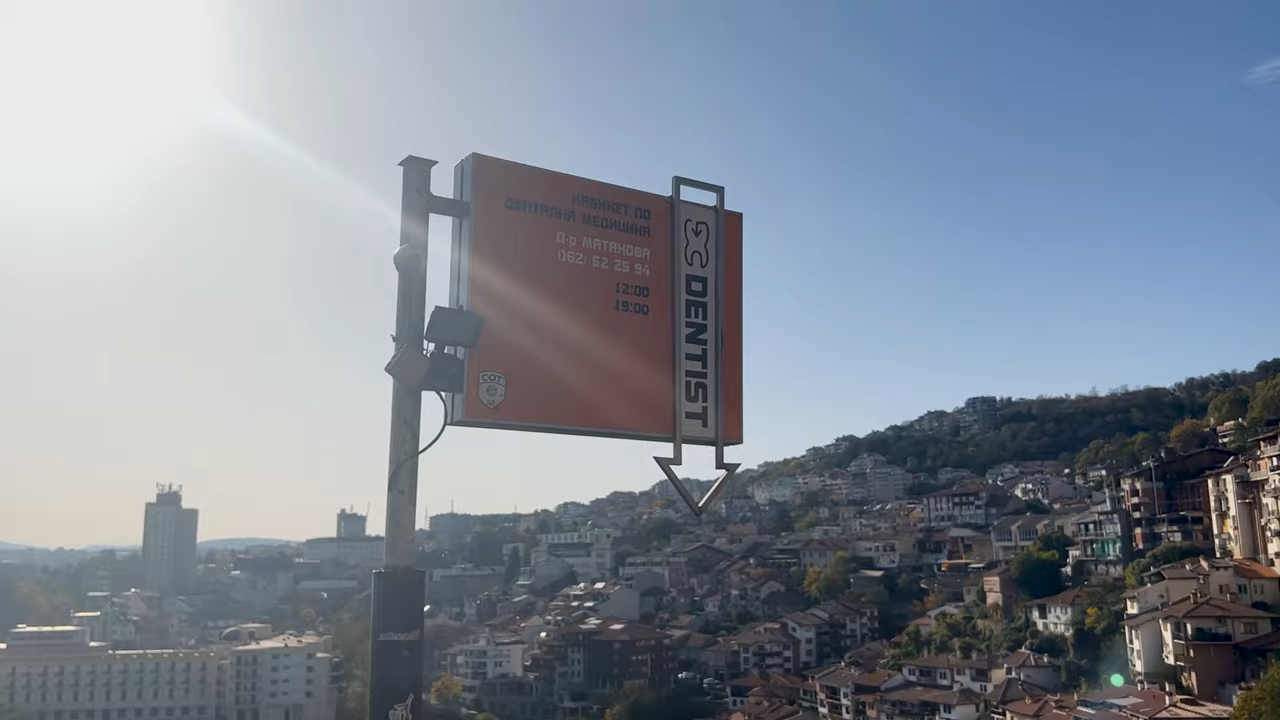 КАБИНЕТ ПО
ДЕНТАЛНА МЕДИЦИНА
Д-р МАТАНОВА
062/ 62 25 94
12:00
19:00
DENTIST
СОТ